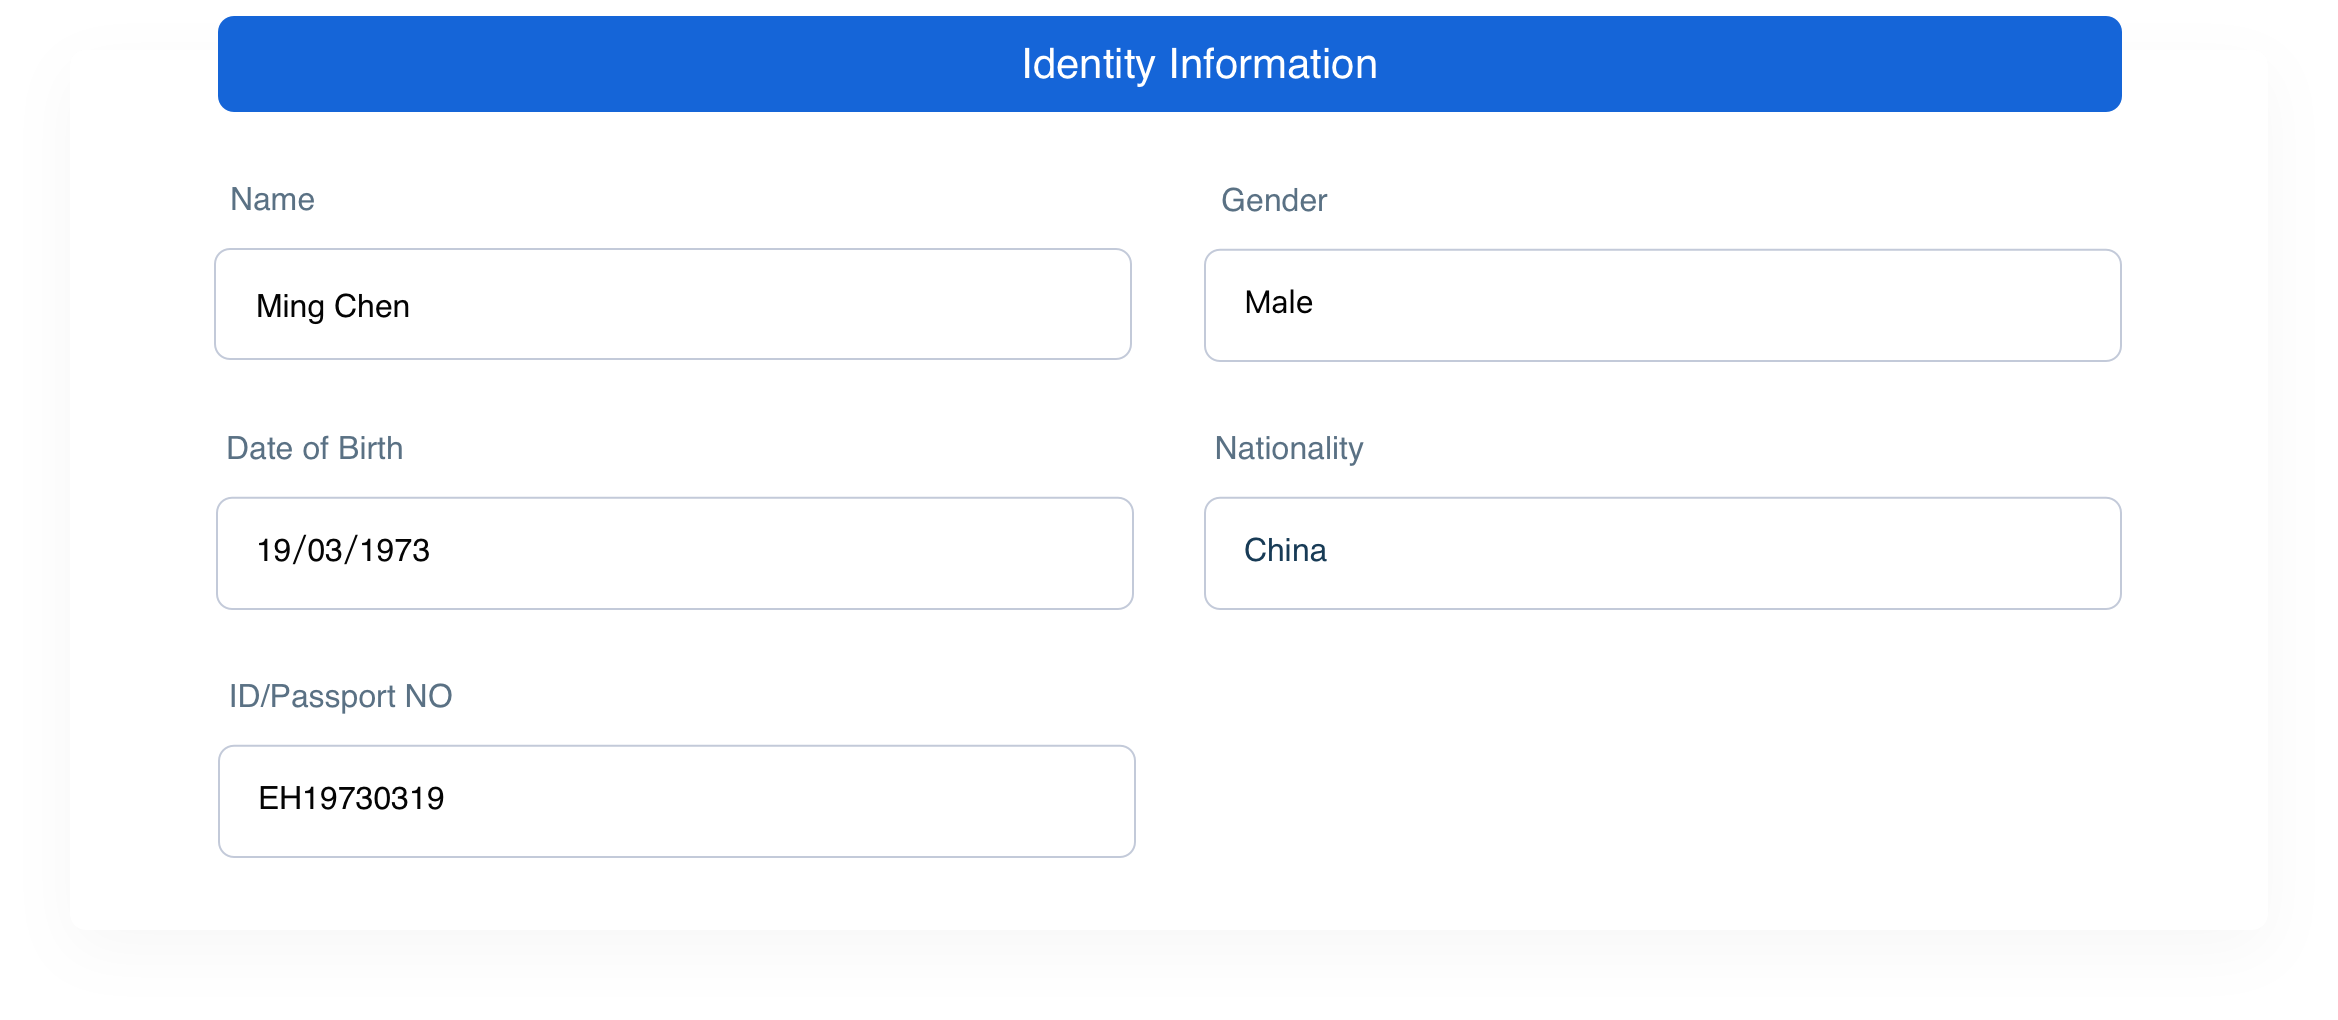 Identity Information
Name
Gender
Ming Chen
Male
Date of Birth
Nationality
19/03/1973
China
ID/Passport NO
EH19730319